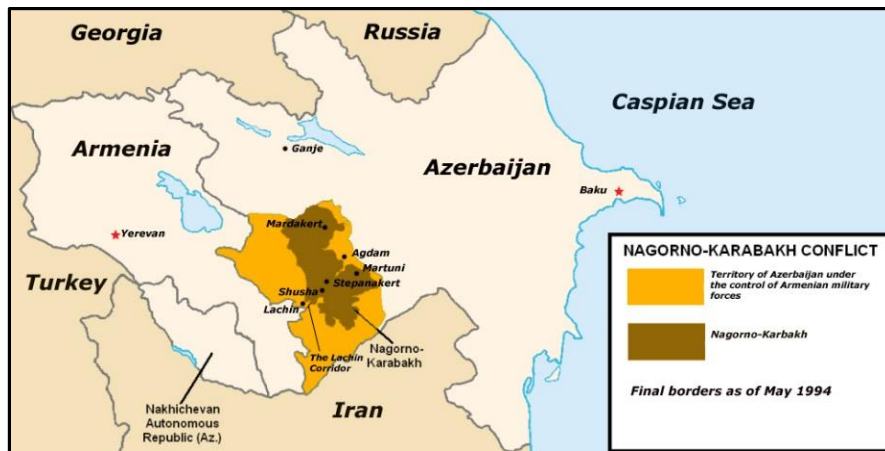 Georgia
Russia
Caspian Sea
Armenia
Ganje
Azerbaijan
Baku
Mardakert
Yerevan
Agdam
Martuni
Turkey
Stepanakert
Shusha
Lachin
The Lachin
Corridor
Nagorno-
Karabakh
Nakhichevan
Autonomous
Republic (Az.)
Iran
NAGORNO-KARABAKH CONFLICT
Territory of Azerbaijan under
the control of Armenian military
forces
Nagorno-Karbakh
Final borders as of May 1994